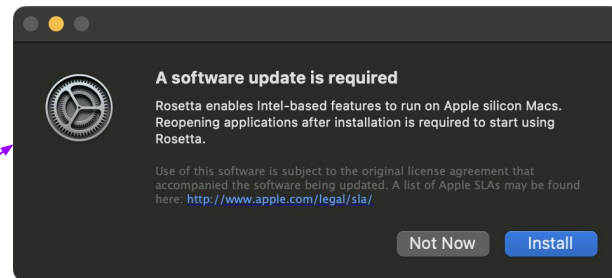 A software update is required
Rosetta enables Intel-based features to run on Apple silicon Macs.
Reopening applications after installation is required to start using
Rosetta.
Use of this software is subject to the original license agreement that
accompanied the software being updated. A list of Apple SLAs may be found
here: http://www.apple.com/legal/sla/
Not Now Install